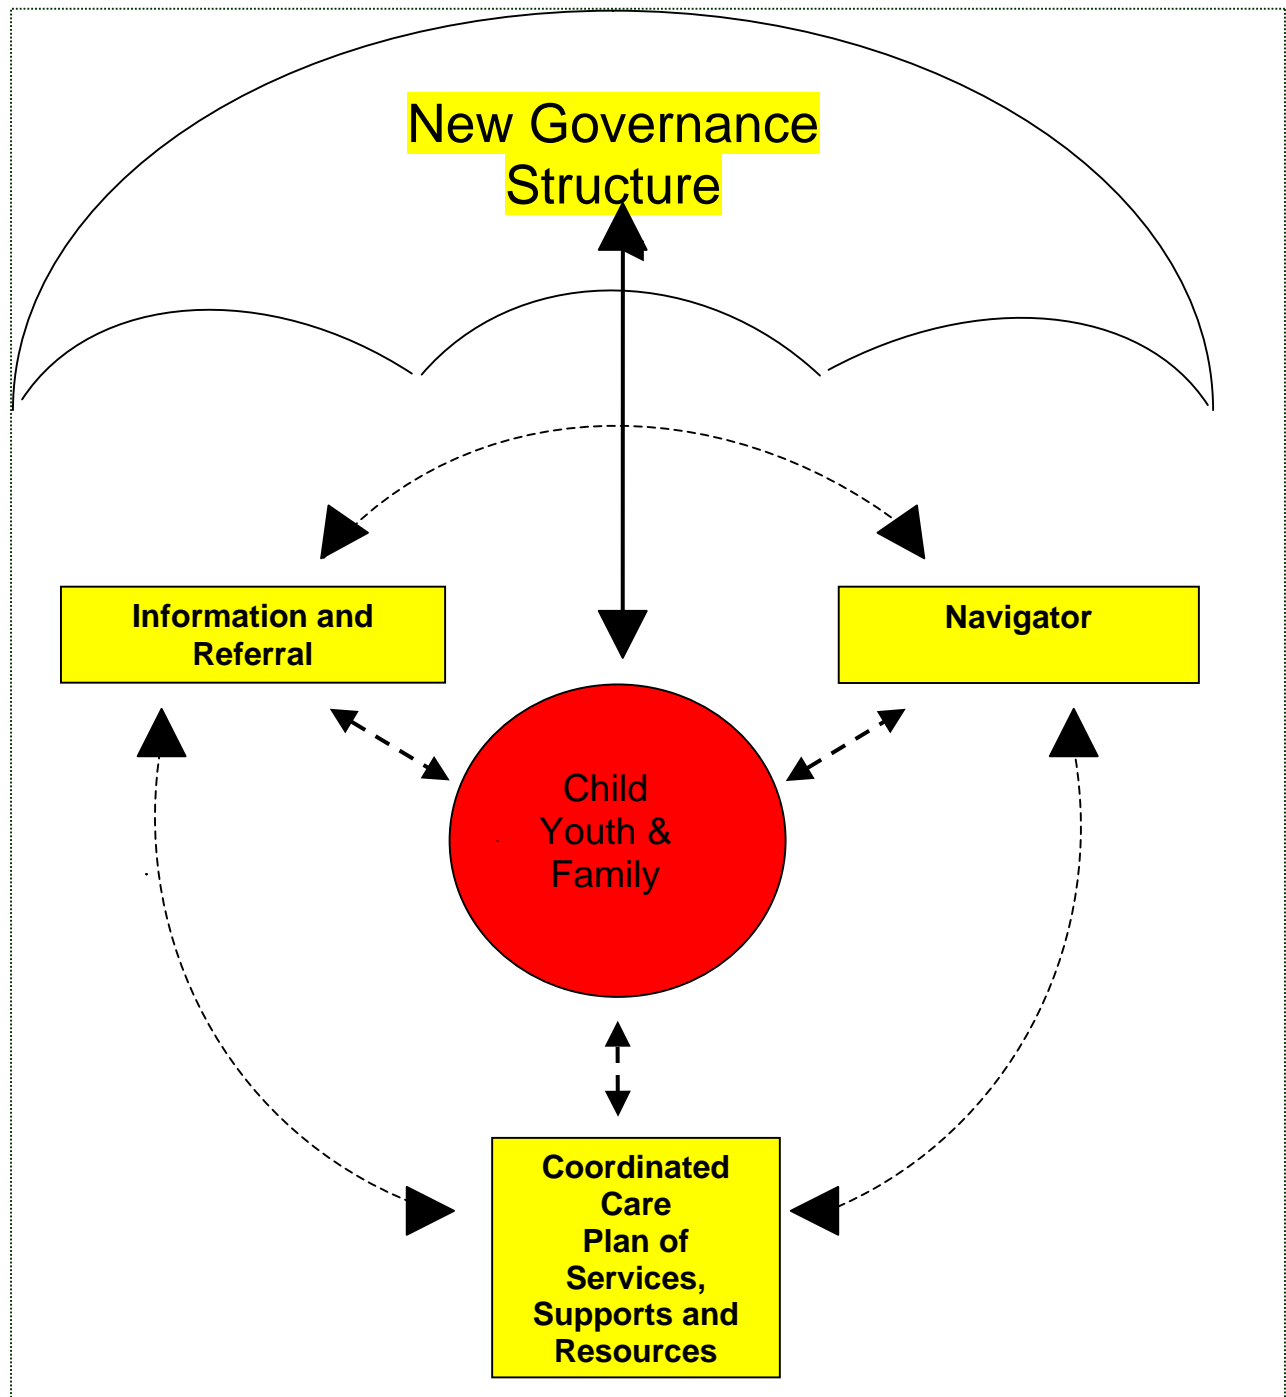 New Governance
Structure
Information and
Referral
Navigator
Child
Youth &
Family
Coordinated
Care
Plan of
Services,
Supports and
Resources